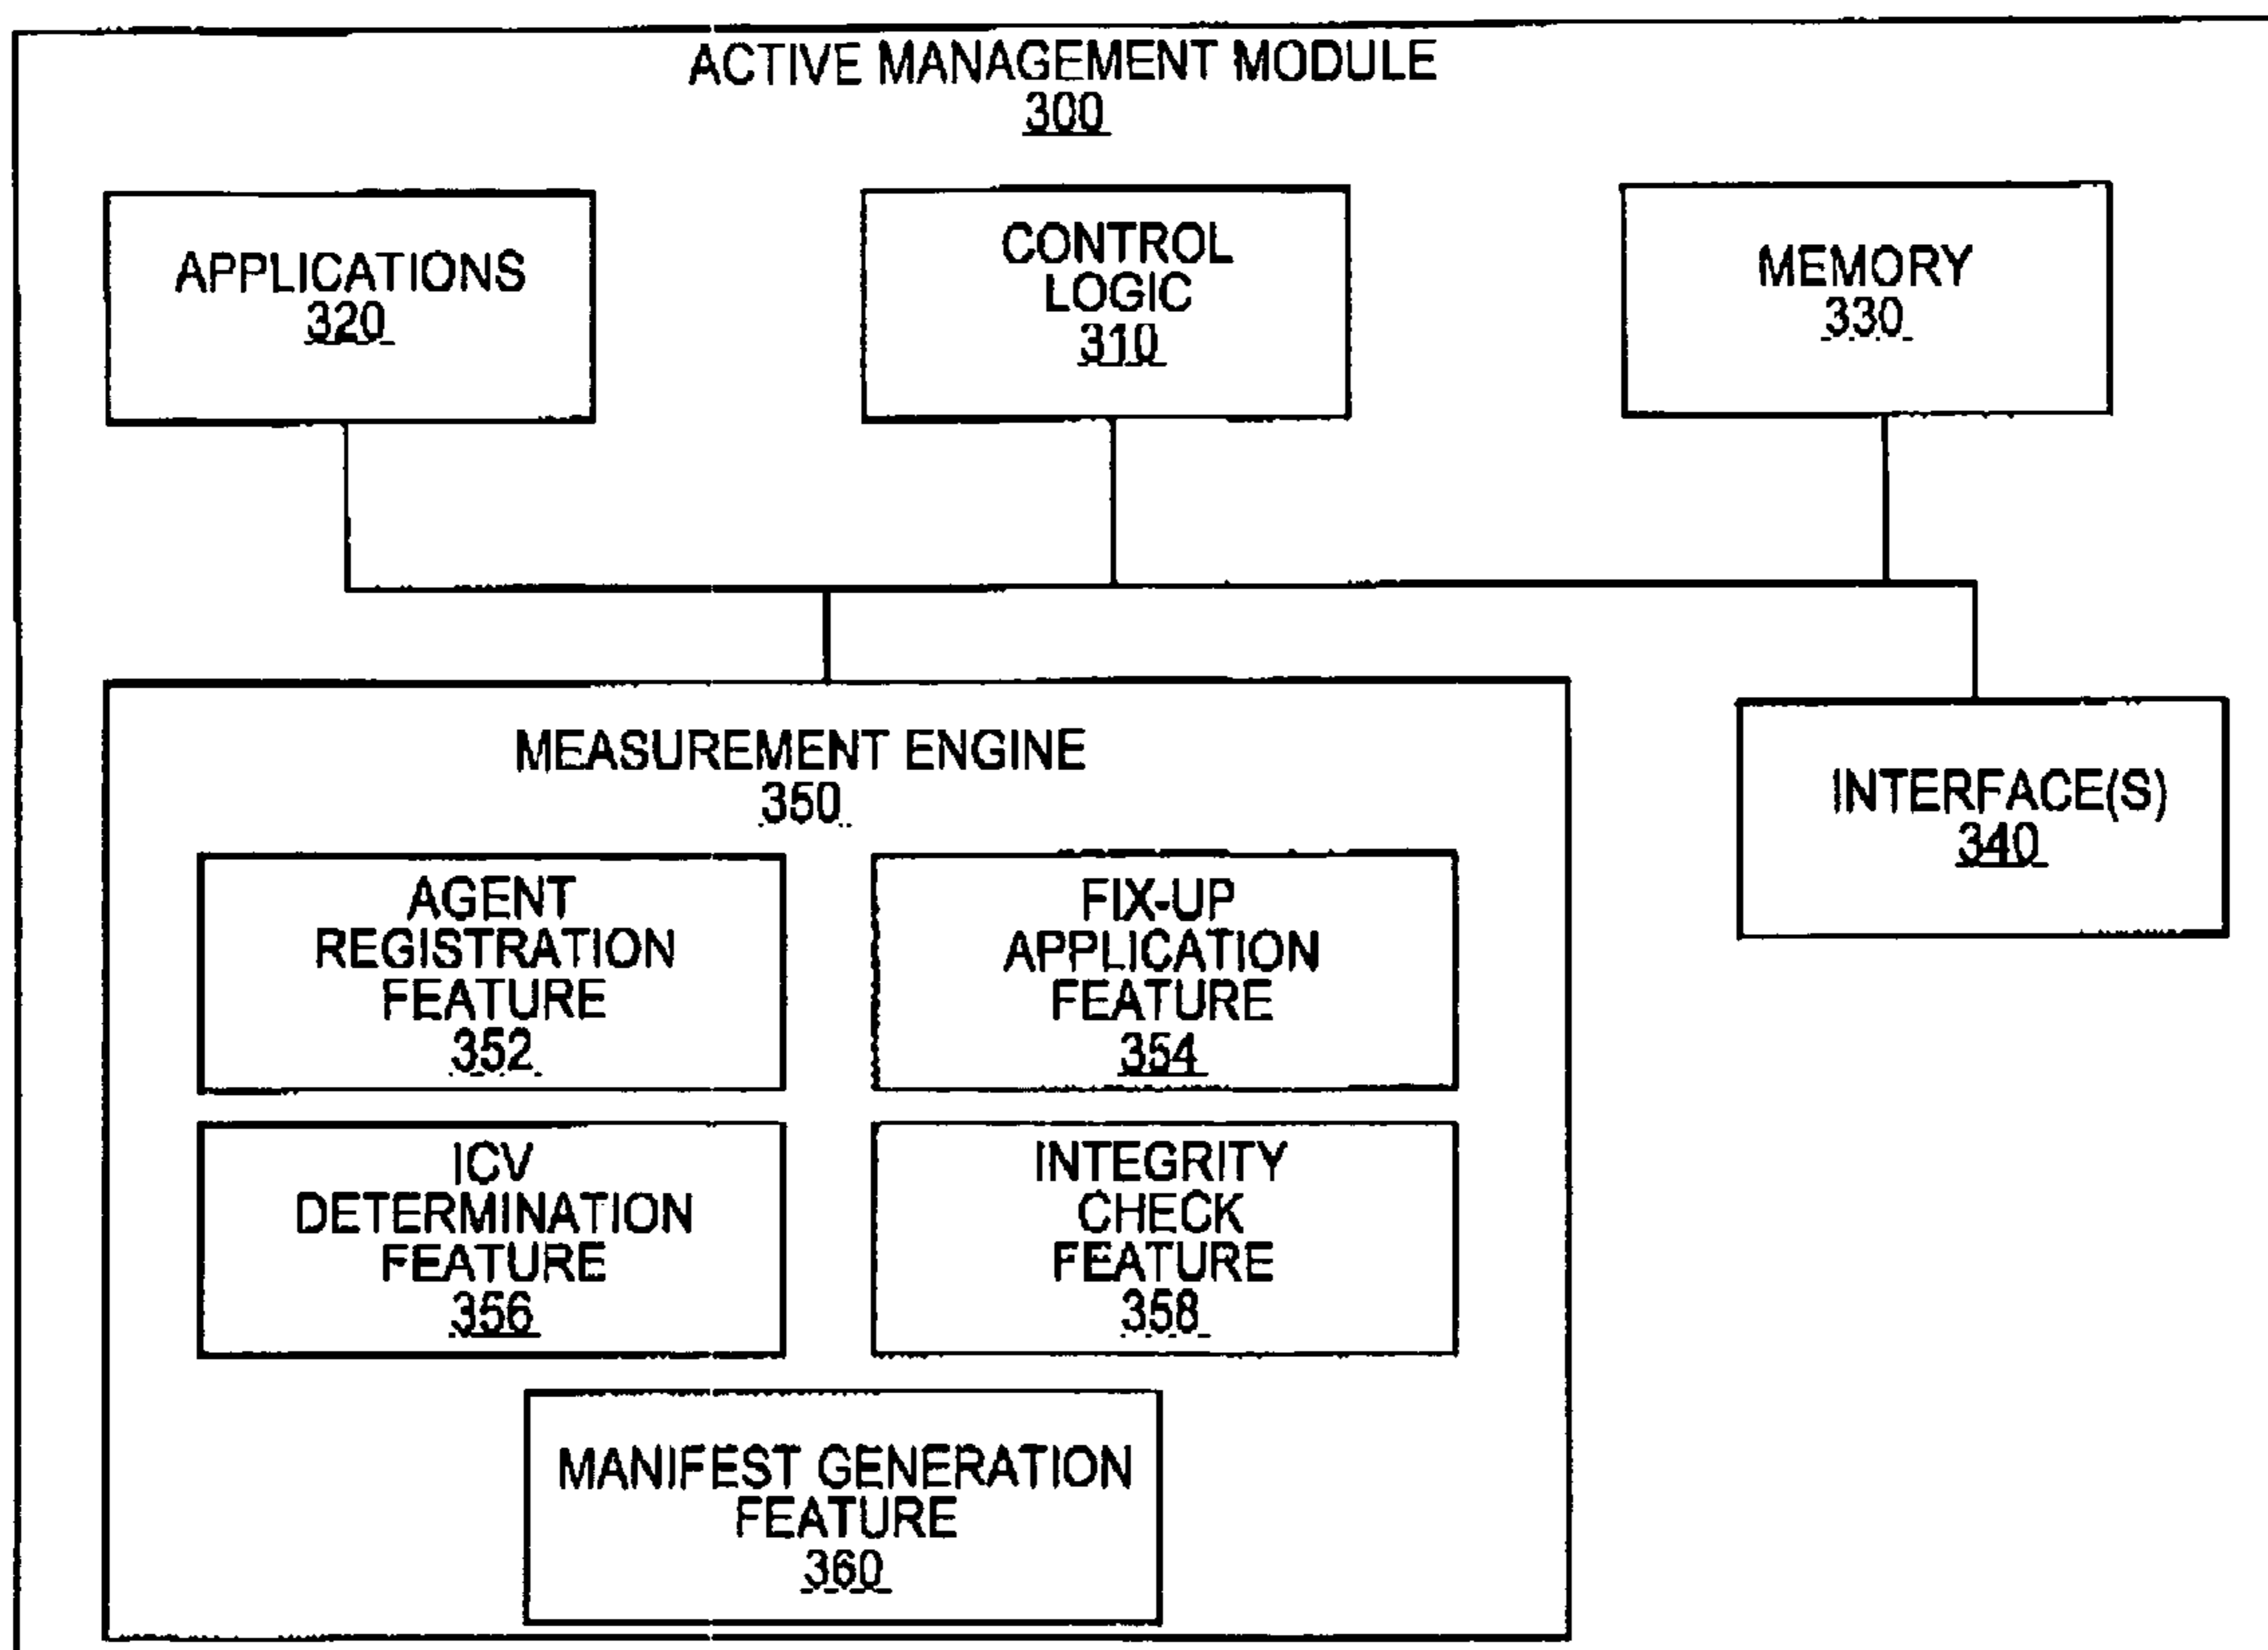 ACTIVE MANAGEMENT MODULE
300
APPLICATIONS
320
CONTROL
LOGIC
310
MEMORY
330
MEASUREMENT ENGINE
350
INTERFACE(S)
340
AGENT
REGISTRATION
FEATURE
352
FIX-UP
APPLICATION
FEATURE
354
ICV
DETERMINATION
FEATURE
356
INTEGRITY
CHECK
FEATURE
358
MANIFEST GENERATION
FEATURE
360